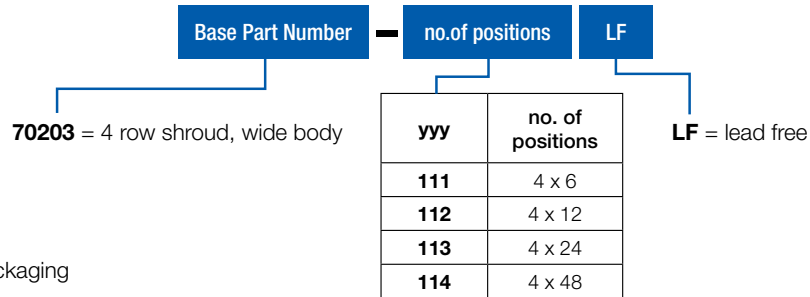 Base Part Number
no.of positions
LF
70203 = 4 row shroud, wide body
yyy
no. of
positions
LF = lead free
111
4 x 6
112
4 x 12
113
4 x 24
114
4 x 48
ckaging